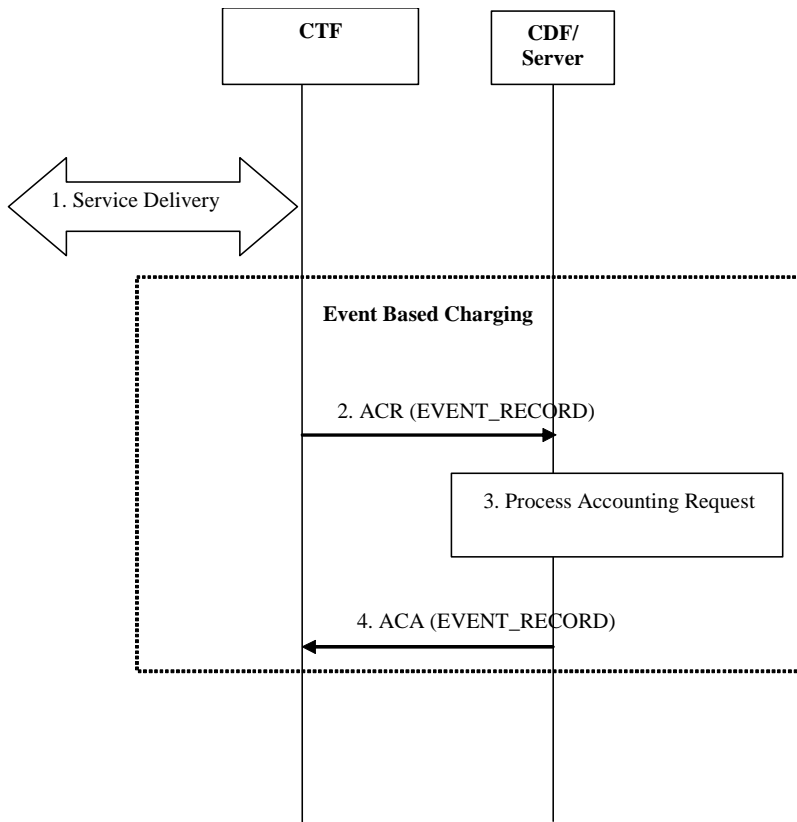 CTF
CDF/
Server
1. Service Delivery
Event Based Charging
2. ACR (EVENT_RECORD)
3. Process Accounting Request
4. ACA (EVENT_RECORD)